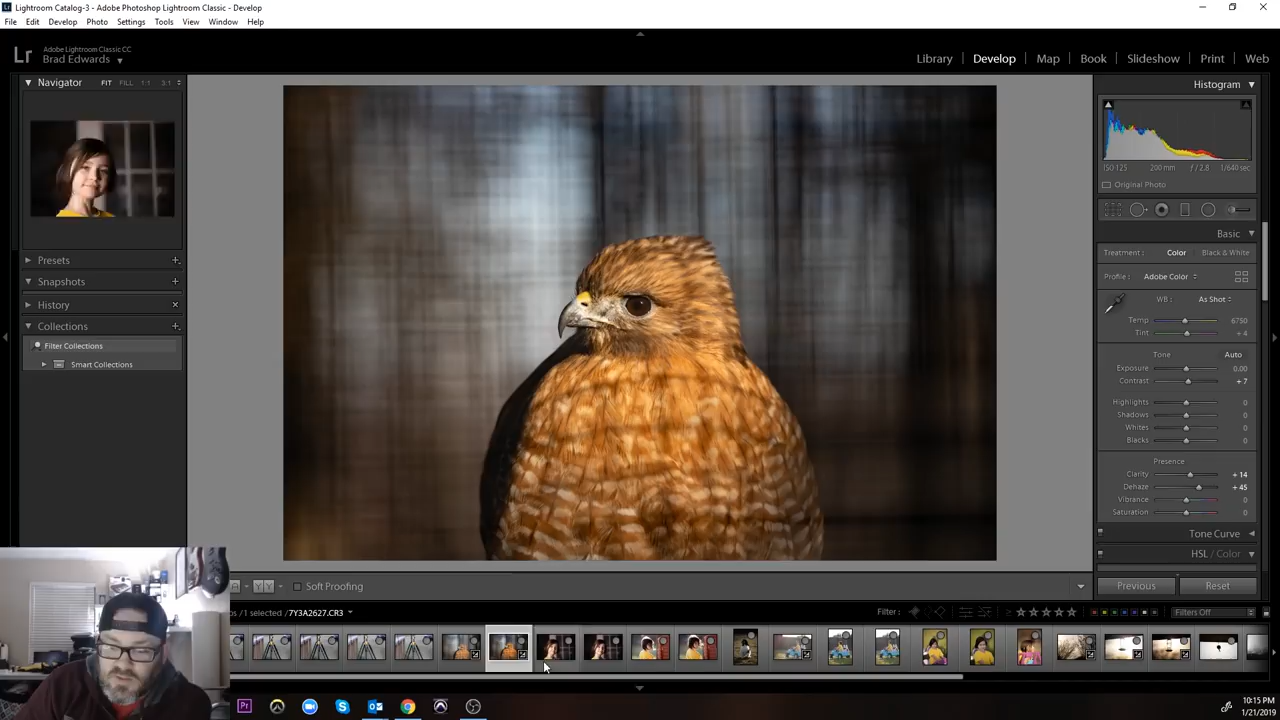 Lightroom Catalog-3 - Adobe Photoshop Lightroom Classic - Develop
File Edit Develop Photo Settings Tools View Window Help
Lr Adobe Lightroom Classic CC
Brad Edwards
Library | Develop | Map | Book | Slideshow | Print | Web
Navigator FIT FILL 1:1 3:1
Presets
Snapshots
History
Collections
Filter Collections
Smart Collections
Histogram
ISO 125 200 mm f / 2.8 1/640 sec
Original Photo
Basic
Treatment : Color Black & White
Profile : Adobe Color
WB : As Shot
Temp 6750
Tint + 4
Tone Auto
Exposure 0.00
Contrast + 7
Highlights 0
Shadows 0
Whites 0
Blacks 0
Presence
Clarity + 14
Dehaze + 45
Vibrance 0
Saturation 0
Tone Curve
HSL / Color
Previous Reset
YY Soft Proofing
/1 selected /7Y3A2627.CR3
Filter : Filters Off
Pr
10:15 PM
1/21/2019